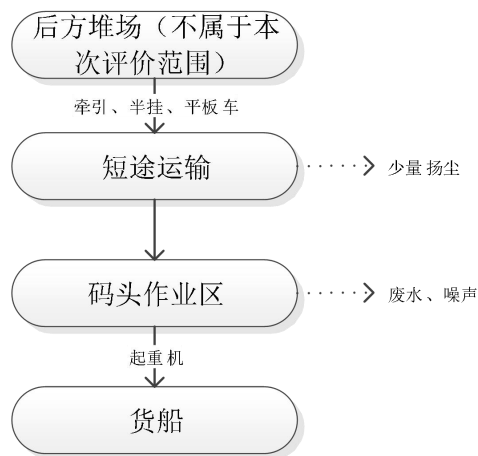 后方堆场（不属于本
次评价范围）
牵引、半挂、平板车
短途运输
少量扬尘
码头作业区
废水、噪声
起重机
货船